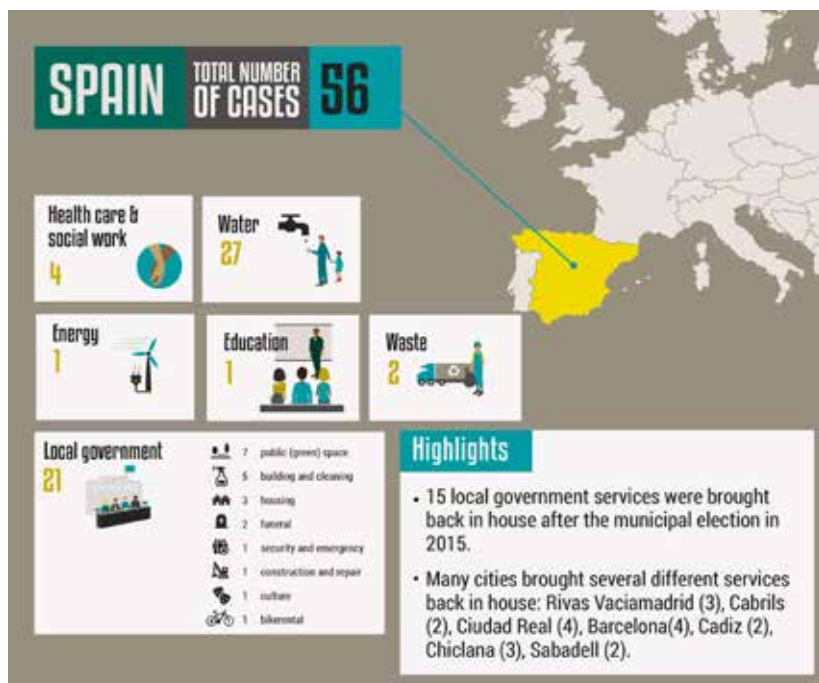 SPAIN
TOTAL NUMBER
OF CASES
56
Health care &
social work
4
Water
27
Energy
1
Education
1
Waste
2
Local government
21
7 public (green) space
5 building and cleaning
3 housing
2 funeral
1 security and emergency
1 construction and repair
1 culture
1 bikerental
Highlights
• 15 local government services were brought
back in house after the municipal election in
2015.
• Many cities brought several different services
back in house: Rivas Vaciamadrid (3), Cabrils
(2), Ciudad Real (4), Barcelona(4), Cadiz (2),
Chiclana (3), Sabadell (2).